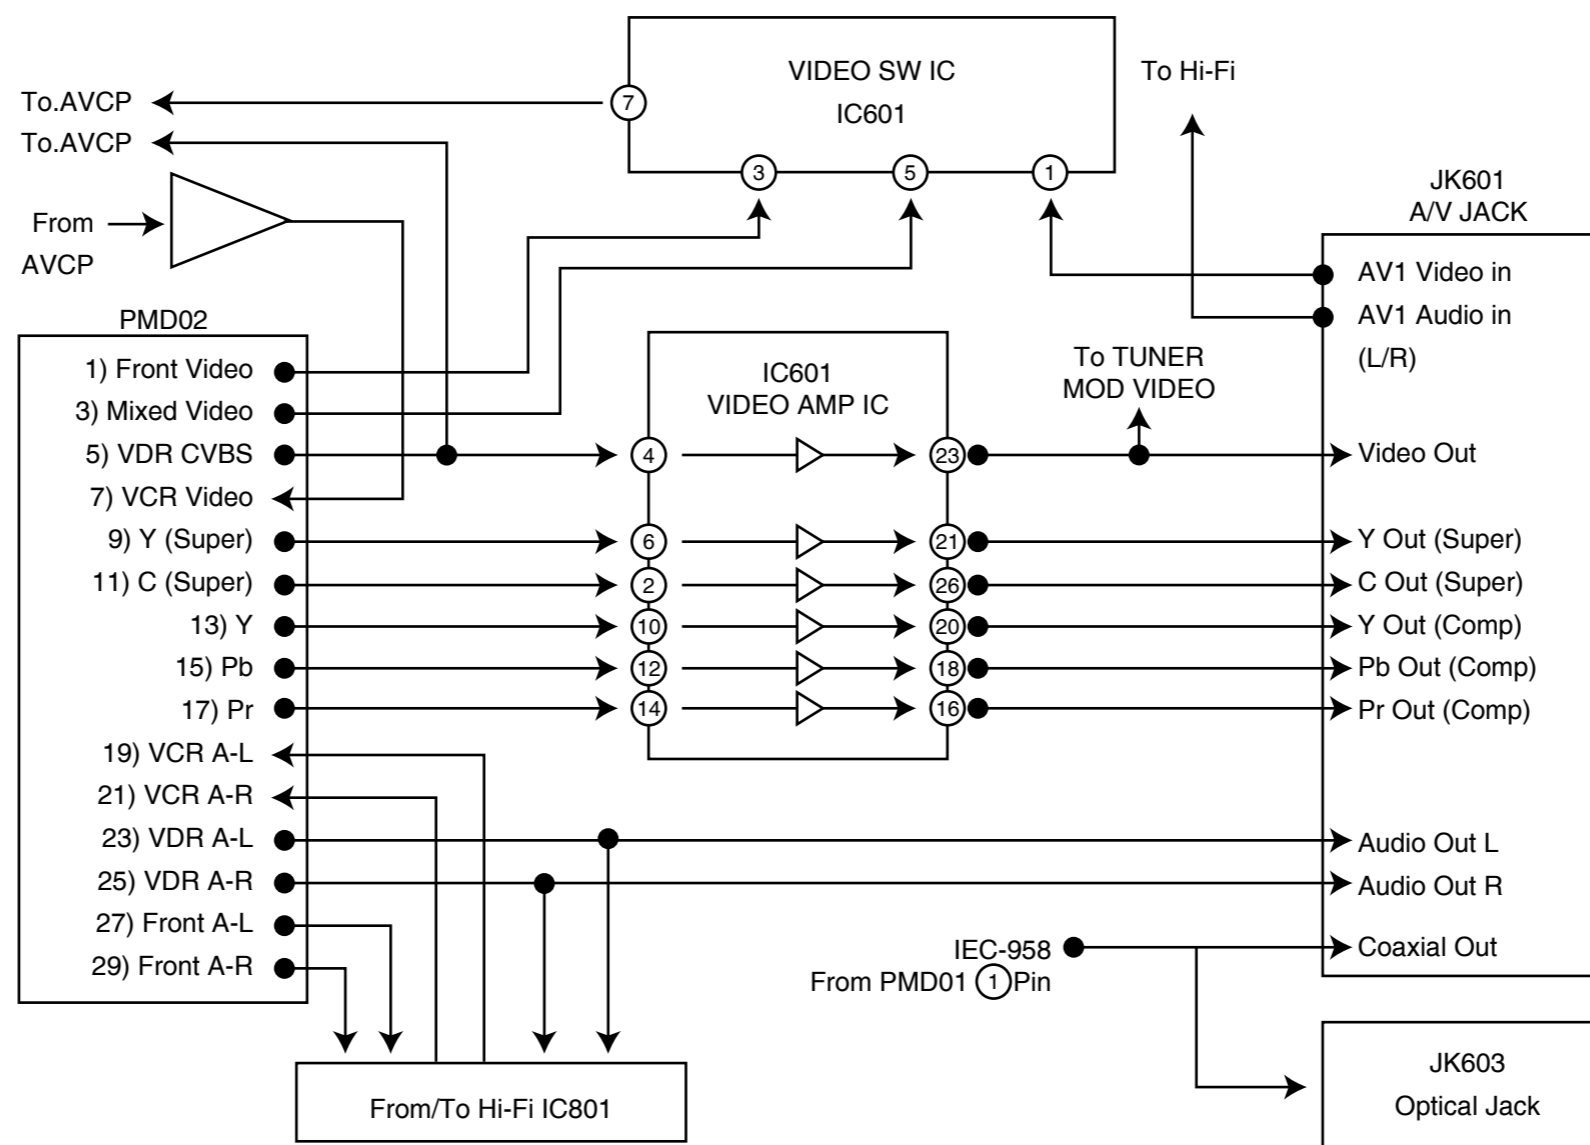 VIDEO SW IC
IC601
7
3
5
1
To.AVCP
To.AVCP
From
AVCP
To Hi-Fi
JK601
A/V JACK
AV1 Video in
AV1 Audio in
(L/R)
PMD02
1) Front Video
3) Mixed Video
5) VDR CVBS
7) VCR Video
9) Y (Super)
11) C (Super)
13) Y
15) Pb
17) Pr
19) VCR A-L
21) VCR A-R
23) VDR A-L
25) VDR A-R
27) Front A-L
29) Front A-R
IC601
VIDEO AMP IC
4
23
6
21
2
26
10
20
12
18
14
16
To TUNER
MOD VIDEO
Video Out
Y Out (Super)
C Out (Super)
Y Out (Comp)
Pb Out (Comp)
Pr Out (Comp)
Audio Out L
Audio Out R
Coaxial Out
IEC-958
From PMD01 1 Pin
From/To Hi-Fi IC801
JK603
Optical Jack